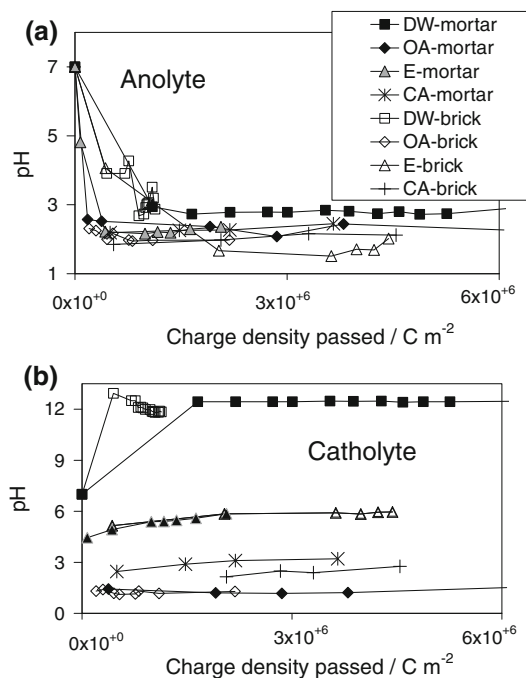 (a)
Anolyte
DW-mortar
OA-mortar
E-mortar
CA-mortar
DW-brick
OA-brick
E-brick
CA-brick
7
5
3
1
pH
0x10⁺⁰
3x10⁺⁶
6x10⁺⁶
Charge density passed / C m⁻²
(b)
Catholyte
12
9
6
3
0
pH
0x10⁺⁰
3x10⁺⁶
6x10⁺⁶
Charge density passed / C m⁻²